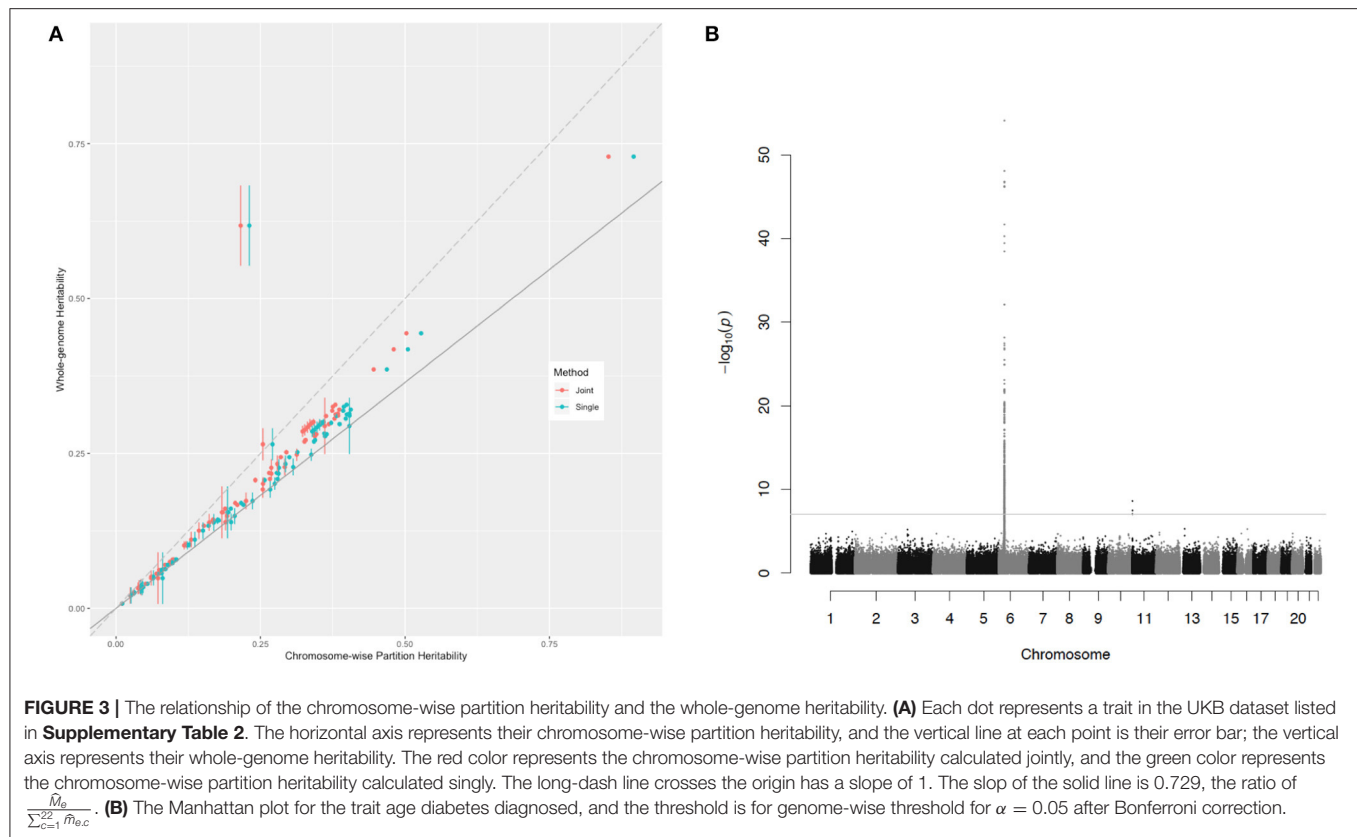 A
Whole-genome Heritability
0.75
0.50
0.25
0.00
0.00
0.25
0.50
0.75
Chromosome-wise Partition Heritability
Method
Joint
Single
B
−log10(p)
50
40
30
20
10
0
1
2
3
4
5
6
7
8
9
11
13
15
17
20
Chromosome
FIGURE 3 | The relationship of the chromosome-wise partition heritability and the whole-genome heritability. (A) Each dot represents a trait in the UKB dataset listed
in Supplementary Table 2. The horizontal axis represents their chromosome-wise partition heritability, and the vertical line at each point is their error bar; the vertical
axis represents their whole-genome heritability. The red color represents the chromosome-wise partition heritability calculated jointly, and the green color represents
the chromosome-wise partition heritability calculated singly. The long-dash line crosses the origin has a slope of 1. The slop of the solid line is 0.729, the ratio of
M̂e / ∑22c=1 m̂e.c. (B) The Manhattan plot for the trait age diabetes diagnosed, and the threshold is for genome-wise threshold for α = 0.05 after Bonferroni correction.